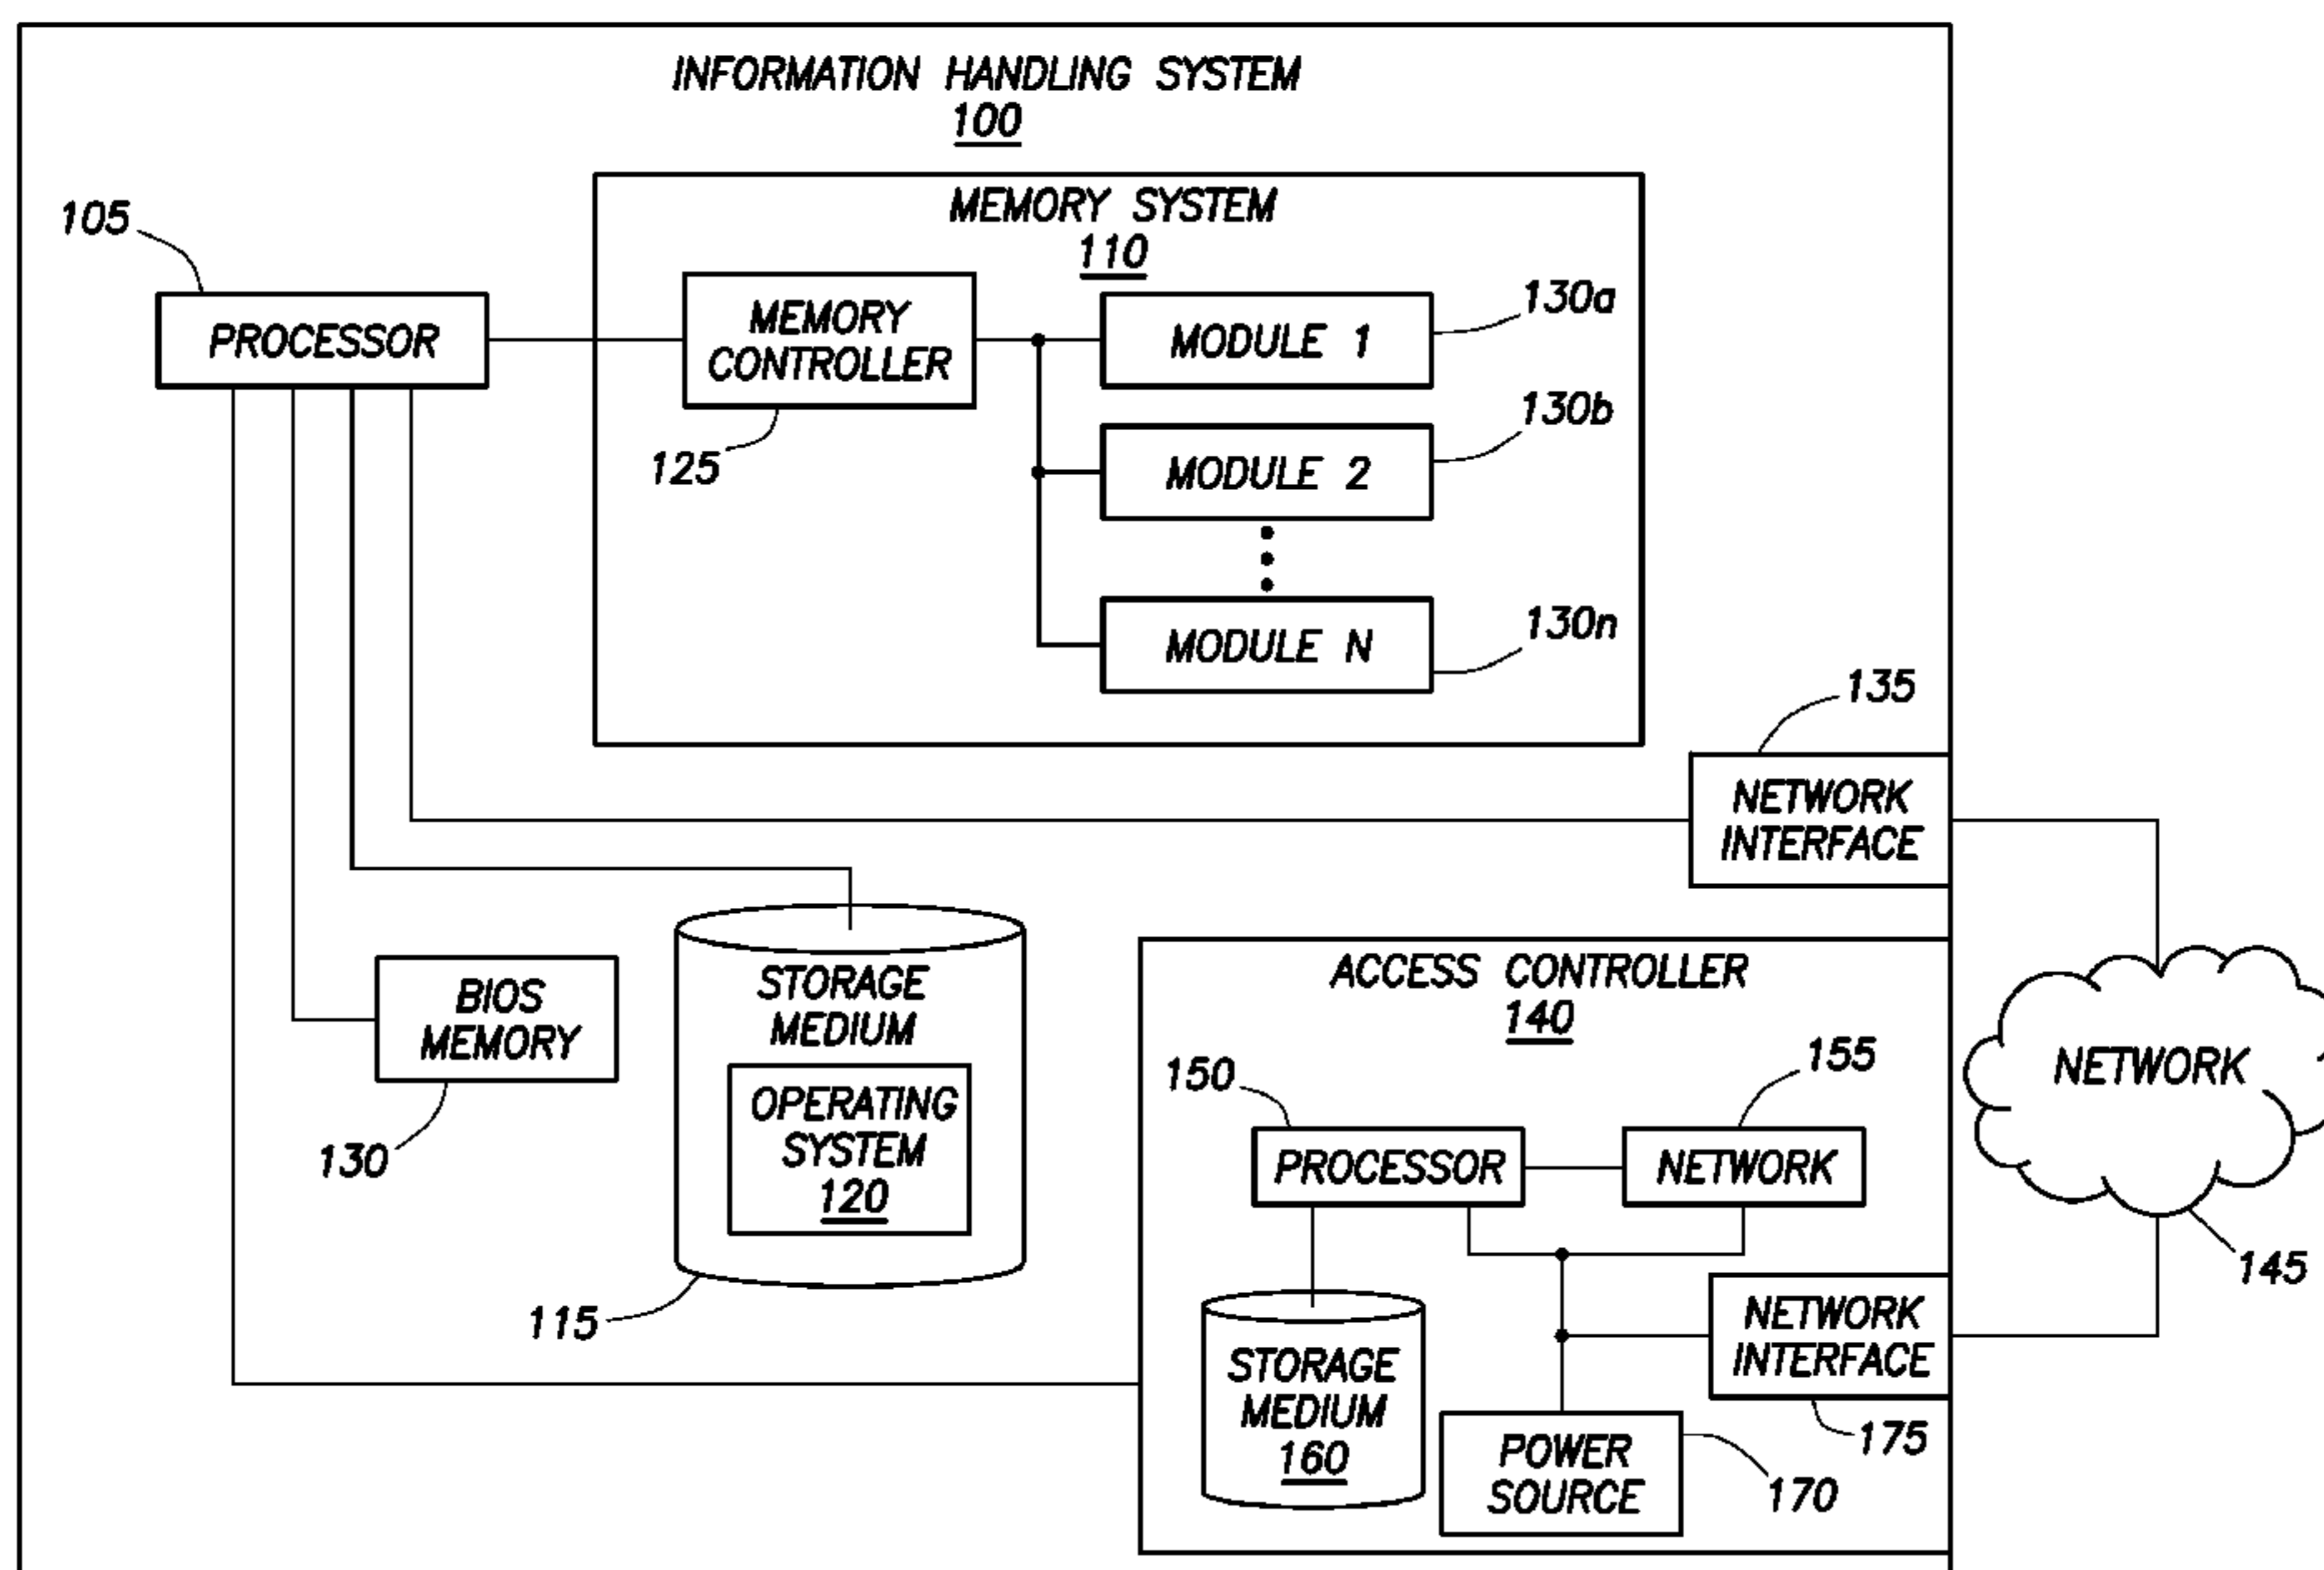 INFORMATION HANDLING SYSTEM
100
MEMORY SYSTEM
110
105
PROCESSOR
MEMORY
CONTROLLER
125
MODULE 1
130a
MODULE 2
130b
MODULE N
130n
135
NETWORK
INTERFACE
BIOS
MEMORY
130
STORAGE
MEDIUM
OPERATING
SYSTEM
120
115
ACCESS CONTROLLER
140
150
PROCESSOR
155
NETWORK
STORAGE
MEDIUM
160
POWER
SOURCE
170
NETWORK
INTERFACE
175
NETWORK
145